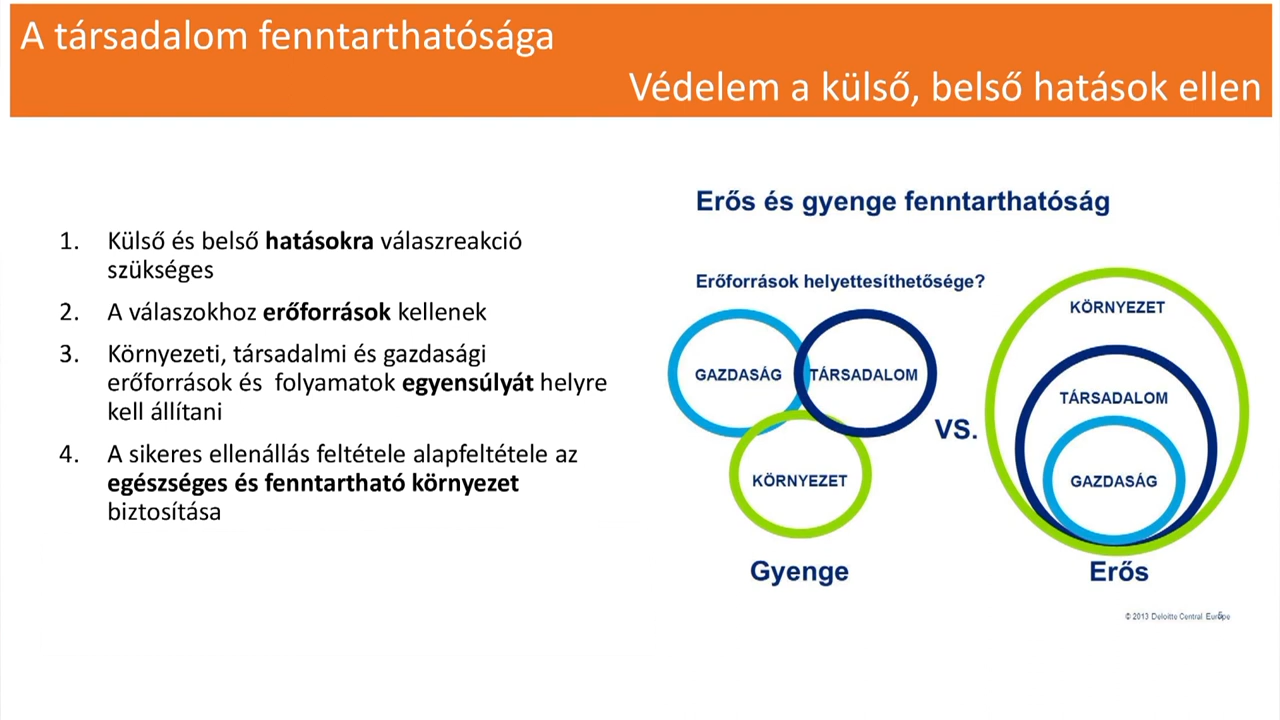 A társadalom fenntarthatósága
Védelem a külső, belső hatások ellen
1. Külső és belső hatásokra válaszreakció
szükséges
2. A válaszokhoz erőforrások kellenek
3. Környezeti, társadalmi és gazdasági
erőforrások és folyamatok egyensúlyát helyre
kell állítani
4. A sikeres ellenállás feltétele alapfeltétele az
egészséges és fenntartható környezet
biztosítása
Erős és gyenge fenntarthatóság
Erőforrások helyettesíthetősége?
GAZDASÁG
TÁRSADALOM
KÖRNYEZET
Gyenge
VS.
KÖRNYEZET
TÁRSADALOM
GAZDASÁG
Erős
© 2013 Deloitte Central Europe
5